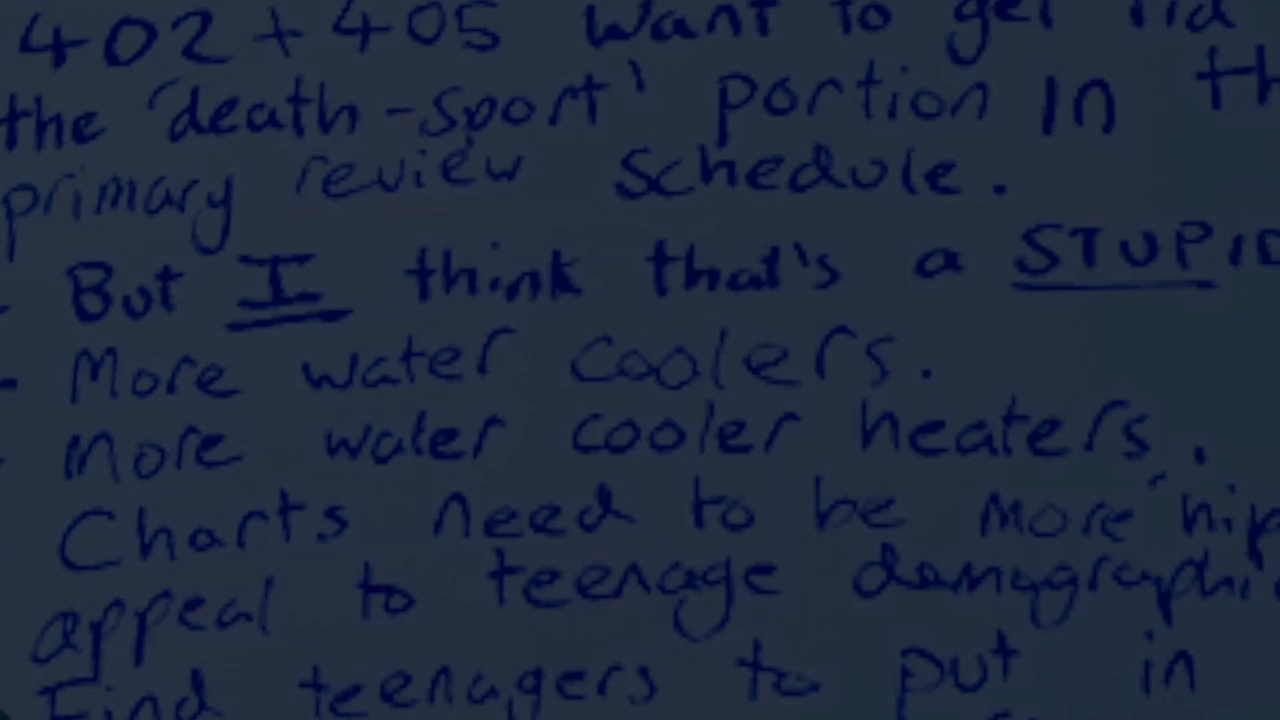 402 + 405 want to get rid
the 'death-sport' portion in th
primary review schedule.
- But I think that's a STUPID
- More water coolers.
- More water cooler heaters.
Charts need to be more "hip
appeal to teenage demographi
Find teenagers to put in